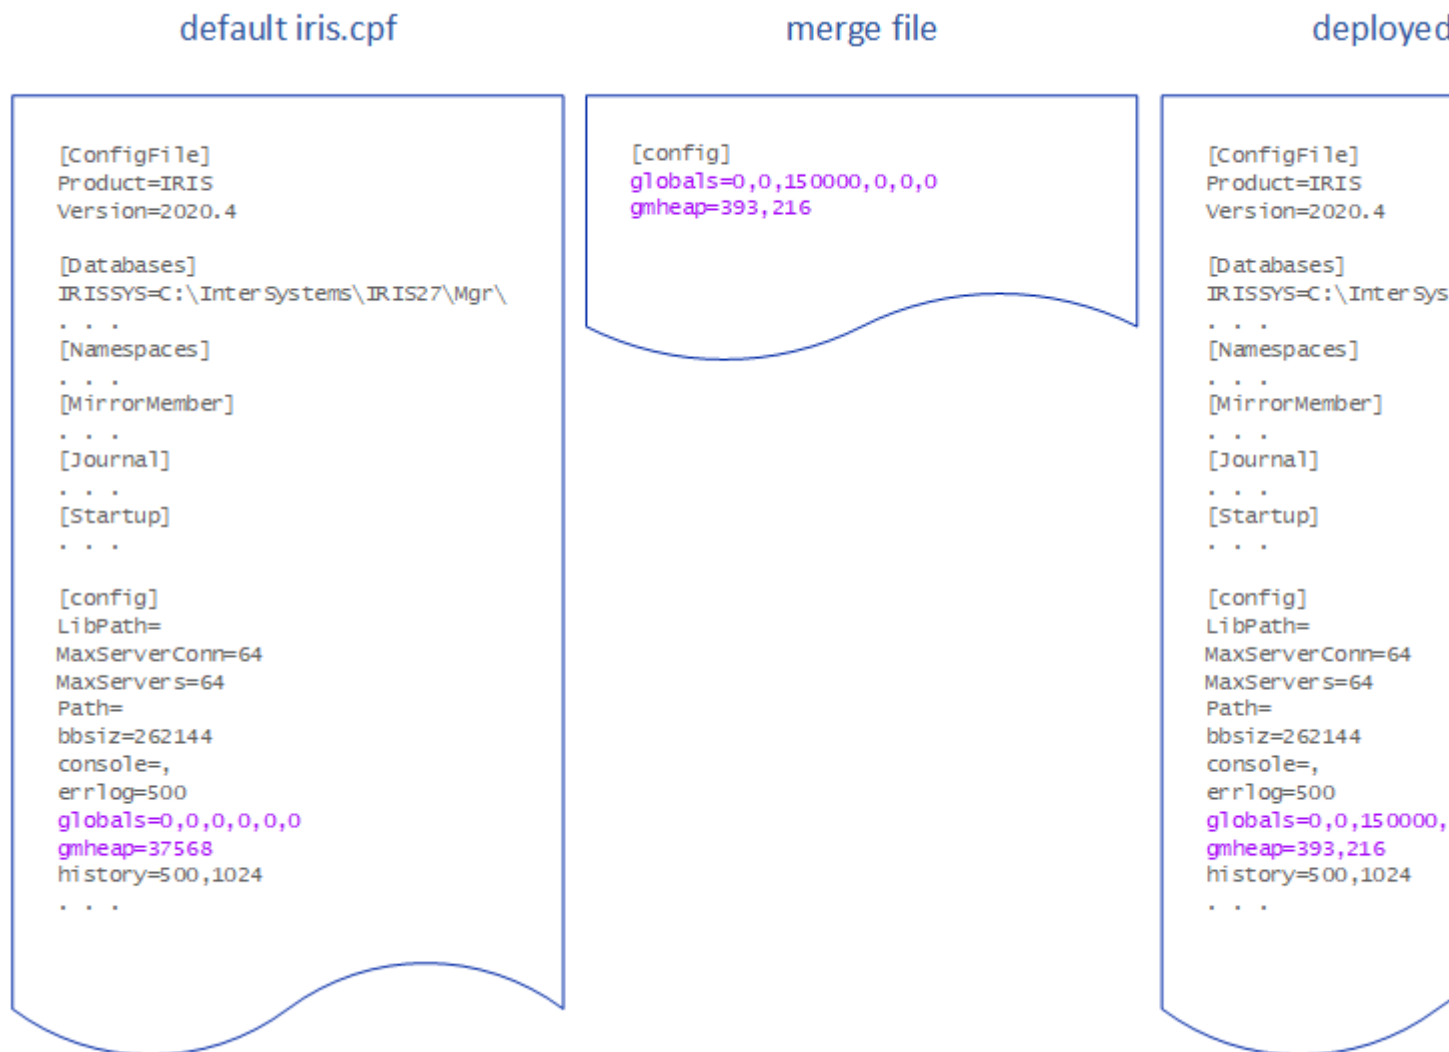 default iris.cpf
[ConfigFile]
Product=IRIS
Version=2020.4
[Databases]
IRISSYS=C:\InterSystems\IRIS27\Mgr\
. . .
[Namespaces]
. . .
[MirrorMember]
. . .
[Journal]
. . .
[Startup]
. . .
[config]
LibPath=
MaxServerConn=64
MaxServers=64
Path=
bbsiz=262144
console=,
errlog=500
globals=0,0,0,0,0,0
gmheap=37568
history=500,1024
. . .
merge file
[config]
globals=0,0,150000,0,0,0
gmheap=393,216
deployed
[ConfigFile]
Product=IRIS
Version=2020.4
[Databases]
IRISSYS=C:\InterSys
. . .
[Namespaces]
. . .
[MirrorMember]
. . .
[Journal]
. . .
[Startup]
. . .
[config]
LibPath=
MaxServerConn=64
MaxServers=64
Path=
bbsiz=262144
console=,
errlog=500
globals=0,0,150000,
gmheap=393,216
history=500,1024
. . .